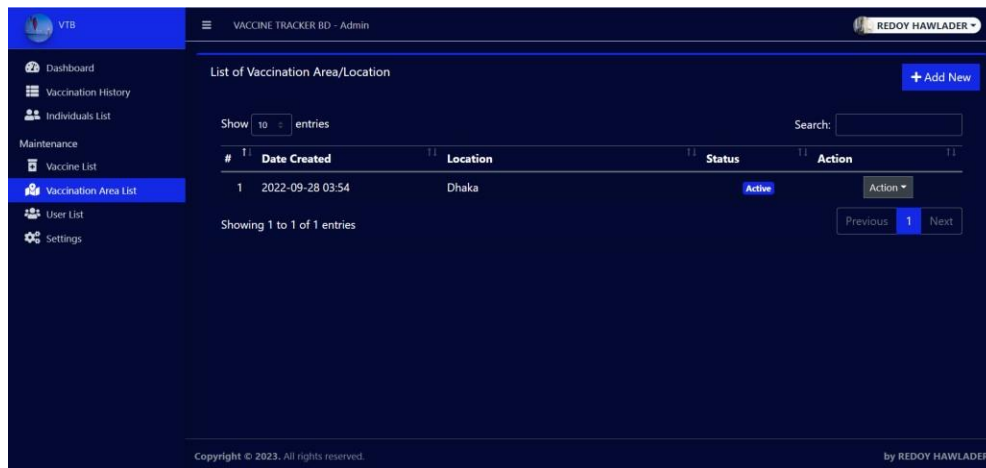 VTB
VACCINE TRACKER BD - Admin
REDOY HAWLADER
Dashboard
Vaccination History
Individuals List
Maintenance
Vaccine List
Vaccination Area List
User List
Settings
List of Vaccination Area/Location
+ Add New
Show 10 entries
Search:
# Date Created Location Status Action
1 2022-09-28 03:54 Dhaka Active Action
Showing 1 to 1 of 1 entries
Previous 1 Next
Copyright © 2023. All rights reserved.
by REDOY HAWLADER